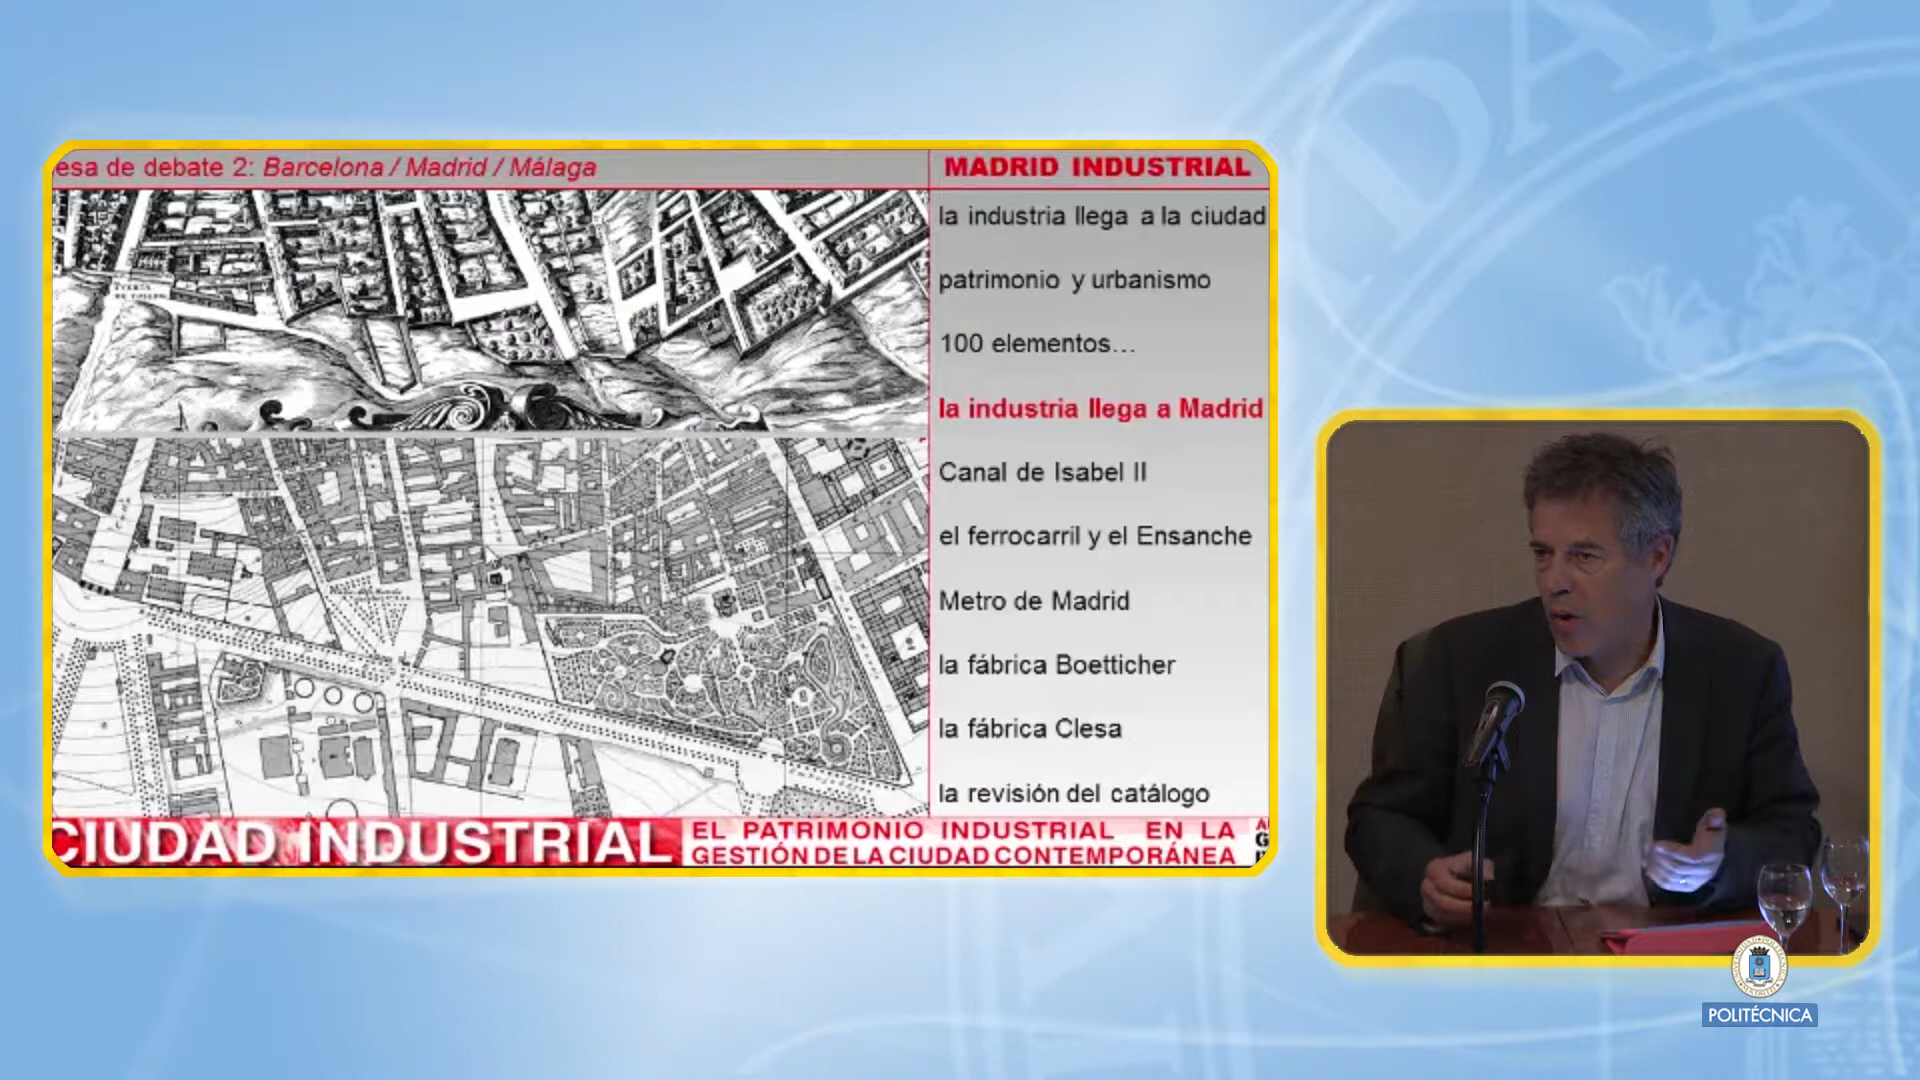 esa de debate 2: Barcelona / Madrid / Málaga
MADRID INDUSTRIAL
la industria llega a la ciudad
patrimonio y urbanismo
100 elementos...
la industria llega a Madrid
Canal de Isabel II
el ferrocarril y el Ensanche
Metro de Madrid
la fábrica Boetticher
la fábrica Clesa
la revisión del catálogo
CIUDAD INDUSTRIAL
EL PATRIMONIO INDUSTRIAL EN LA
GESTIÓN DE LA CIUDAD CONTEMPORÁNEA
POLITÉCNICA